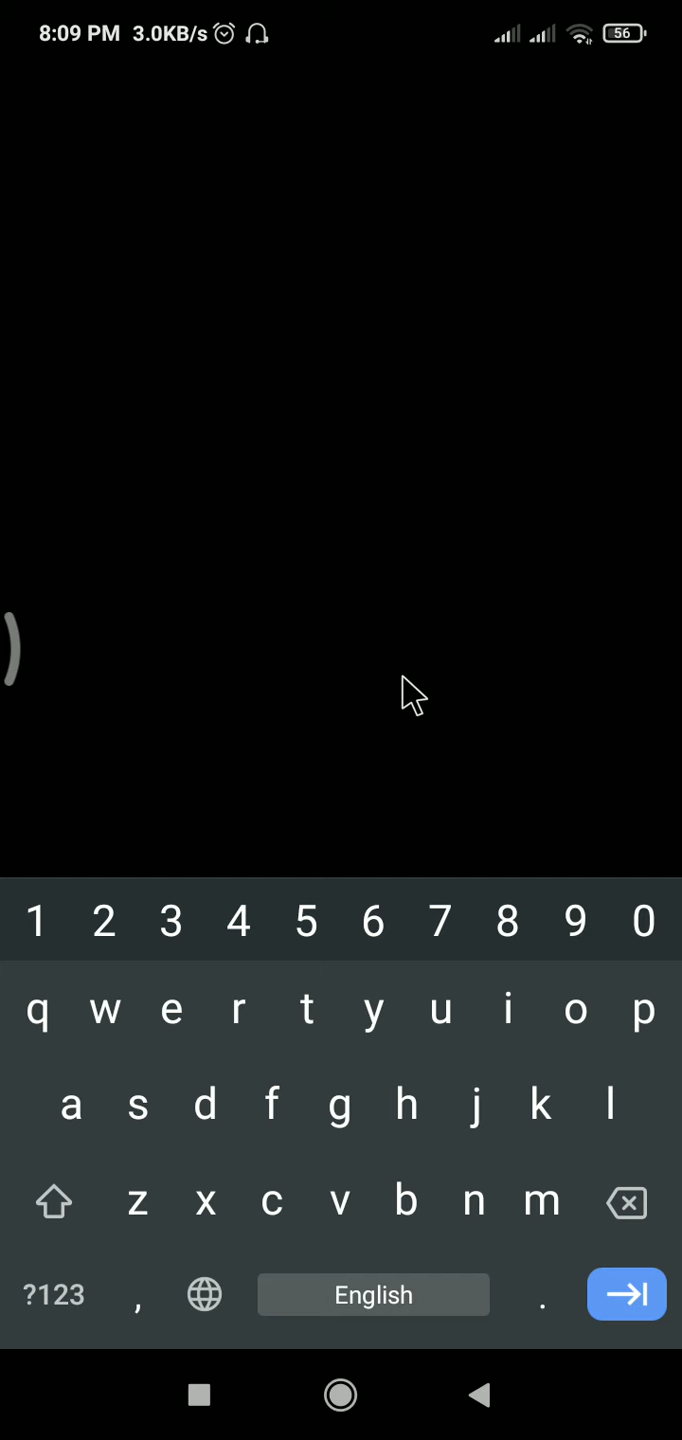 8:09 PM 3.0KB/s 56
1 2 3 4 5 6 7 8 9 0
q w e r t y u i o p
a s d f g h j k l
z x c v b n m
?123 , English .